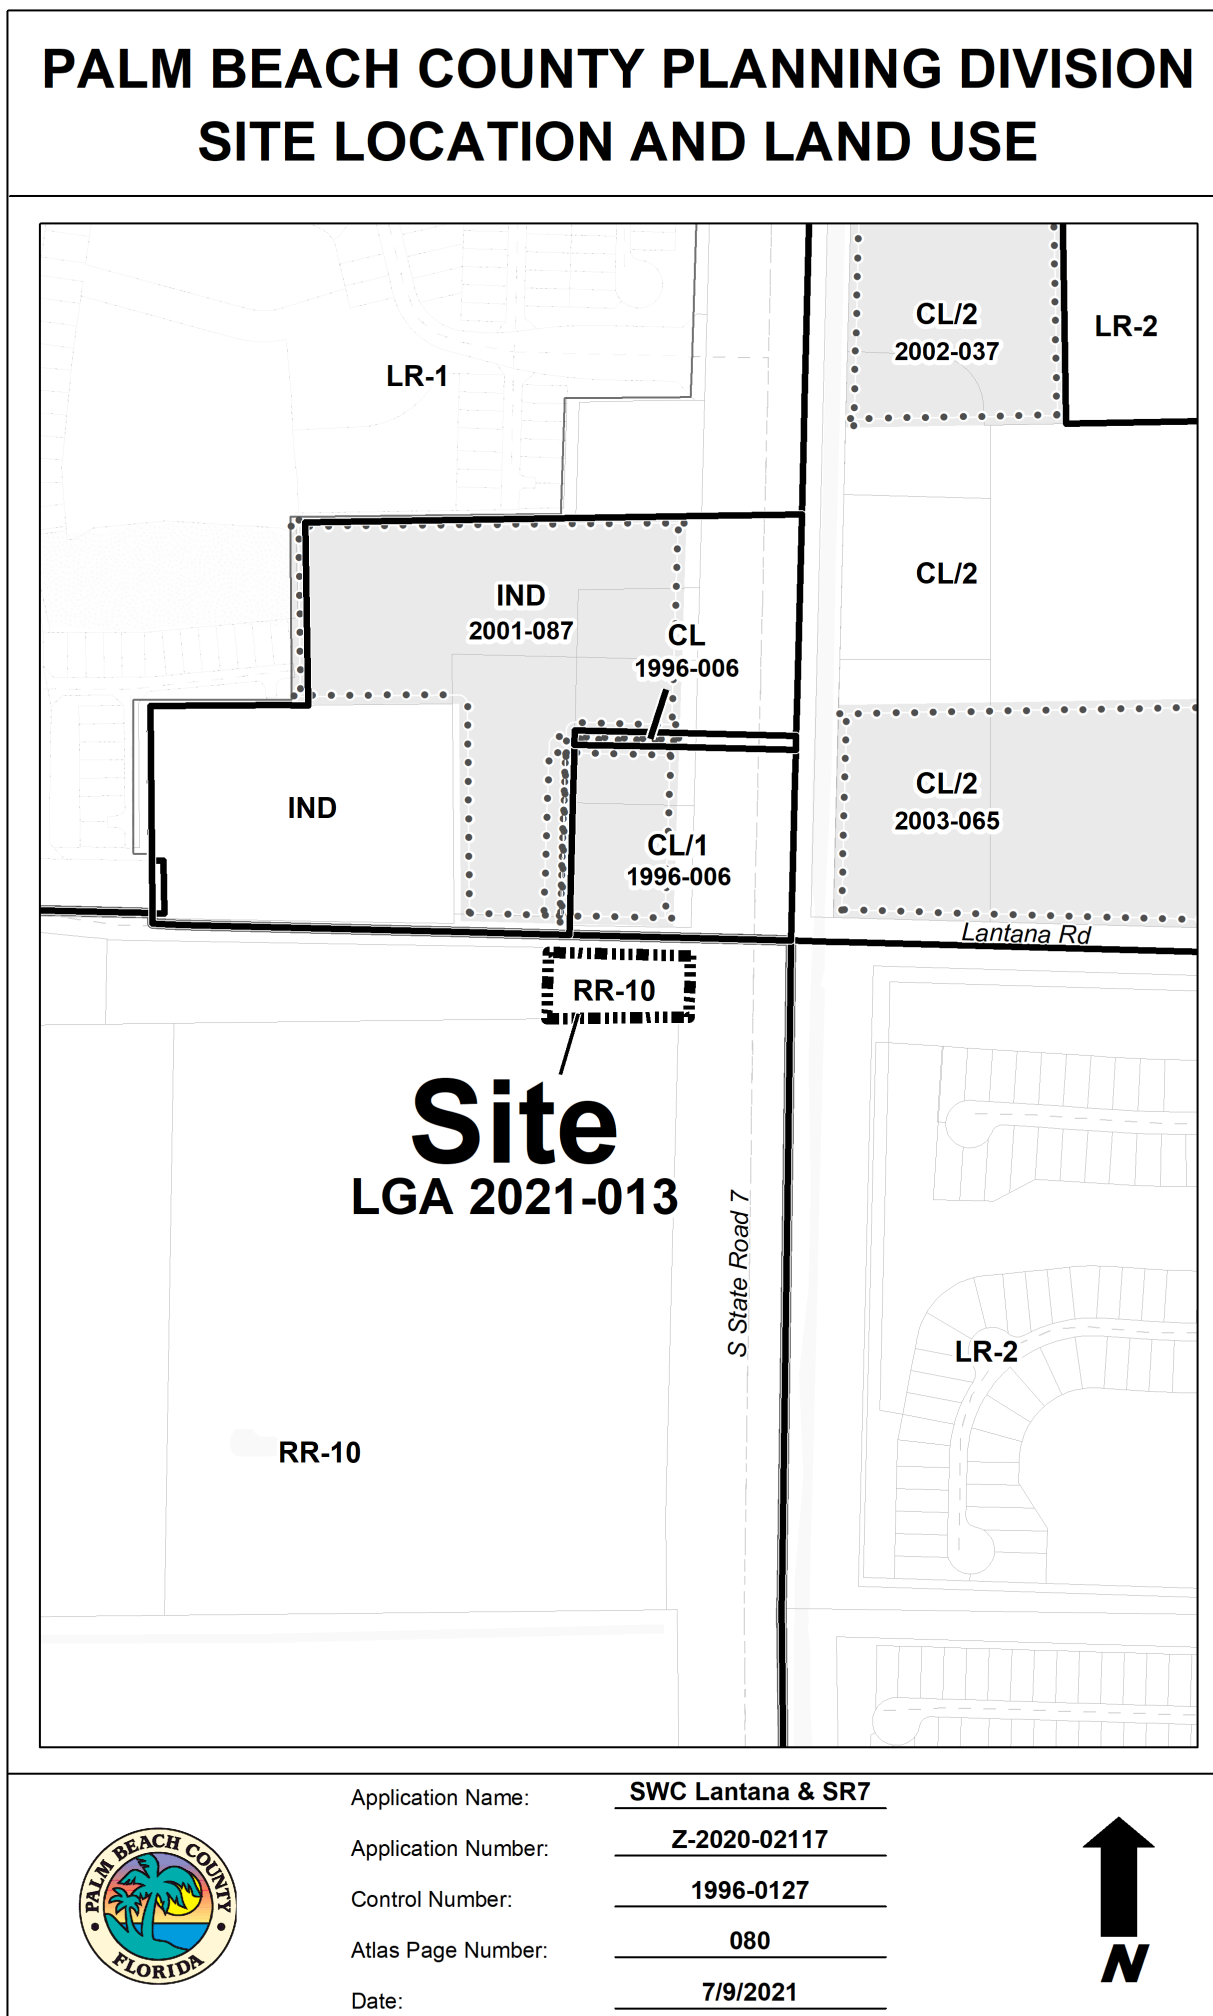 PALM BEACH COUNTY PLANNING DIVISION
SITE LOCATION AND LAND USE
CL/2
2002-037
LR-2
LR-1
CL/2
IND
2001-087
CL
1996-006
CL/2
2003-065
IND
CL/1
1996-006
Lantana Rd
RR-10
Site
LGA 2021-013
S State Road 7
LR-2
RR-10
Application Name: SWC Lantana & SR7
Application Number: Z-2020-02117
Control Number: 1996-0127
Atlas Page Number: 080
Date: 7/9/2021
PALM BEACH COUNTY
FLORIDA
N